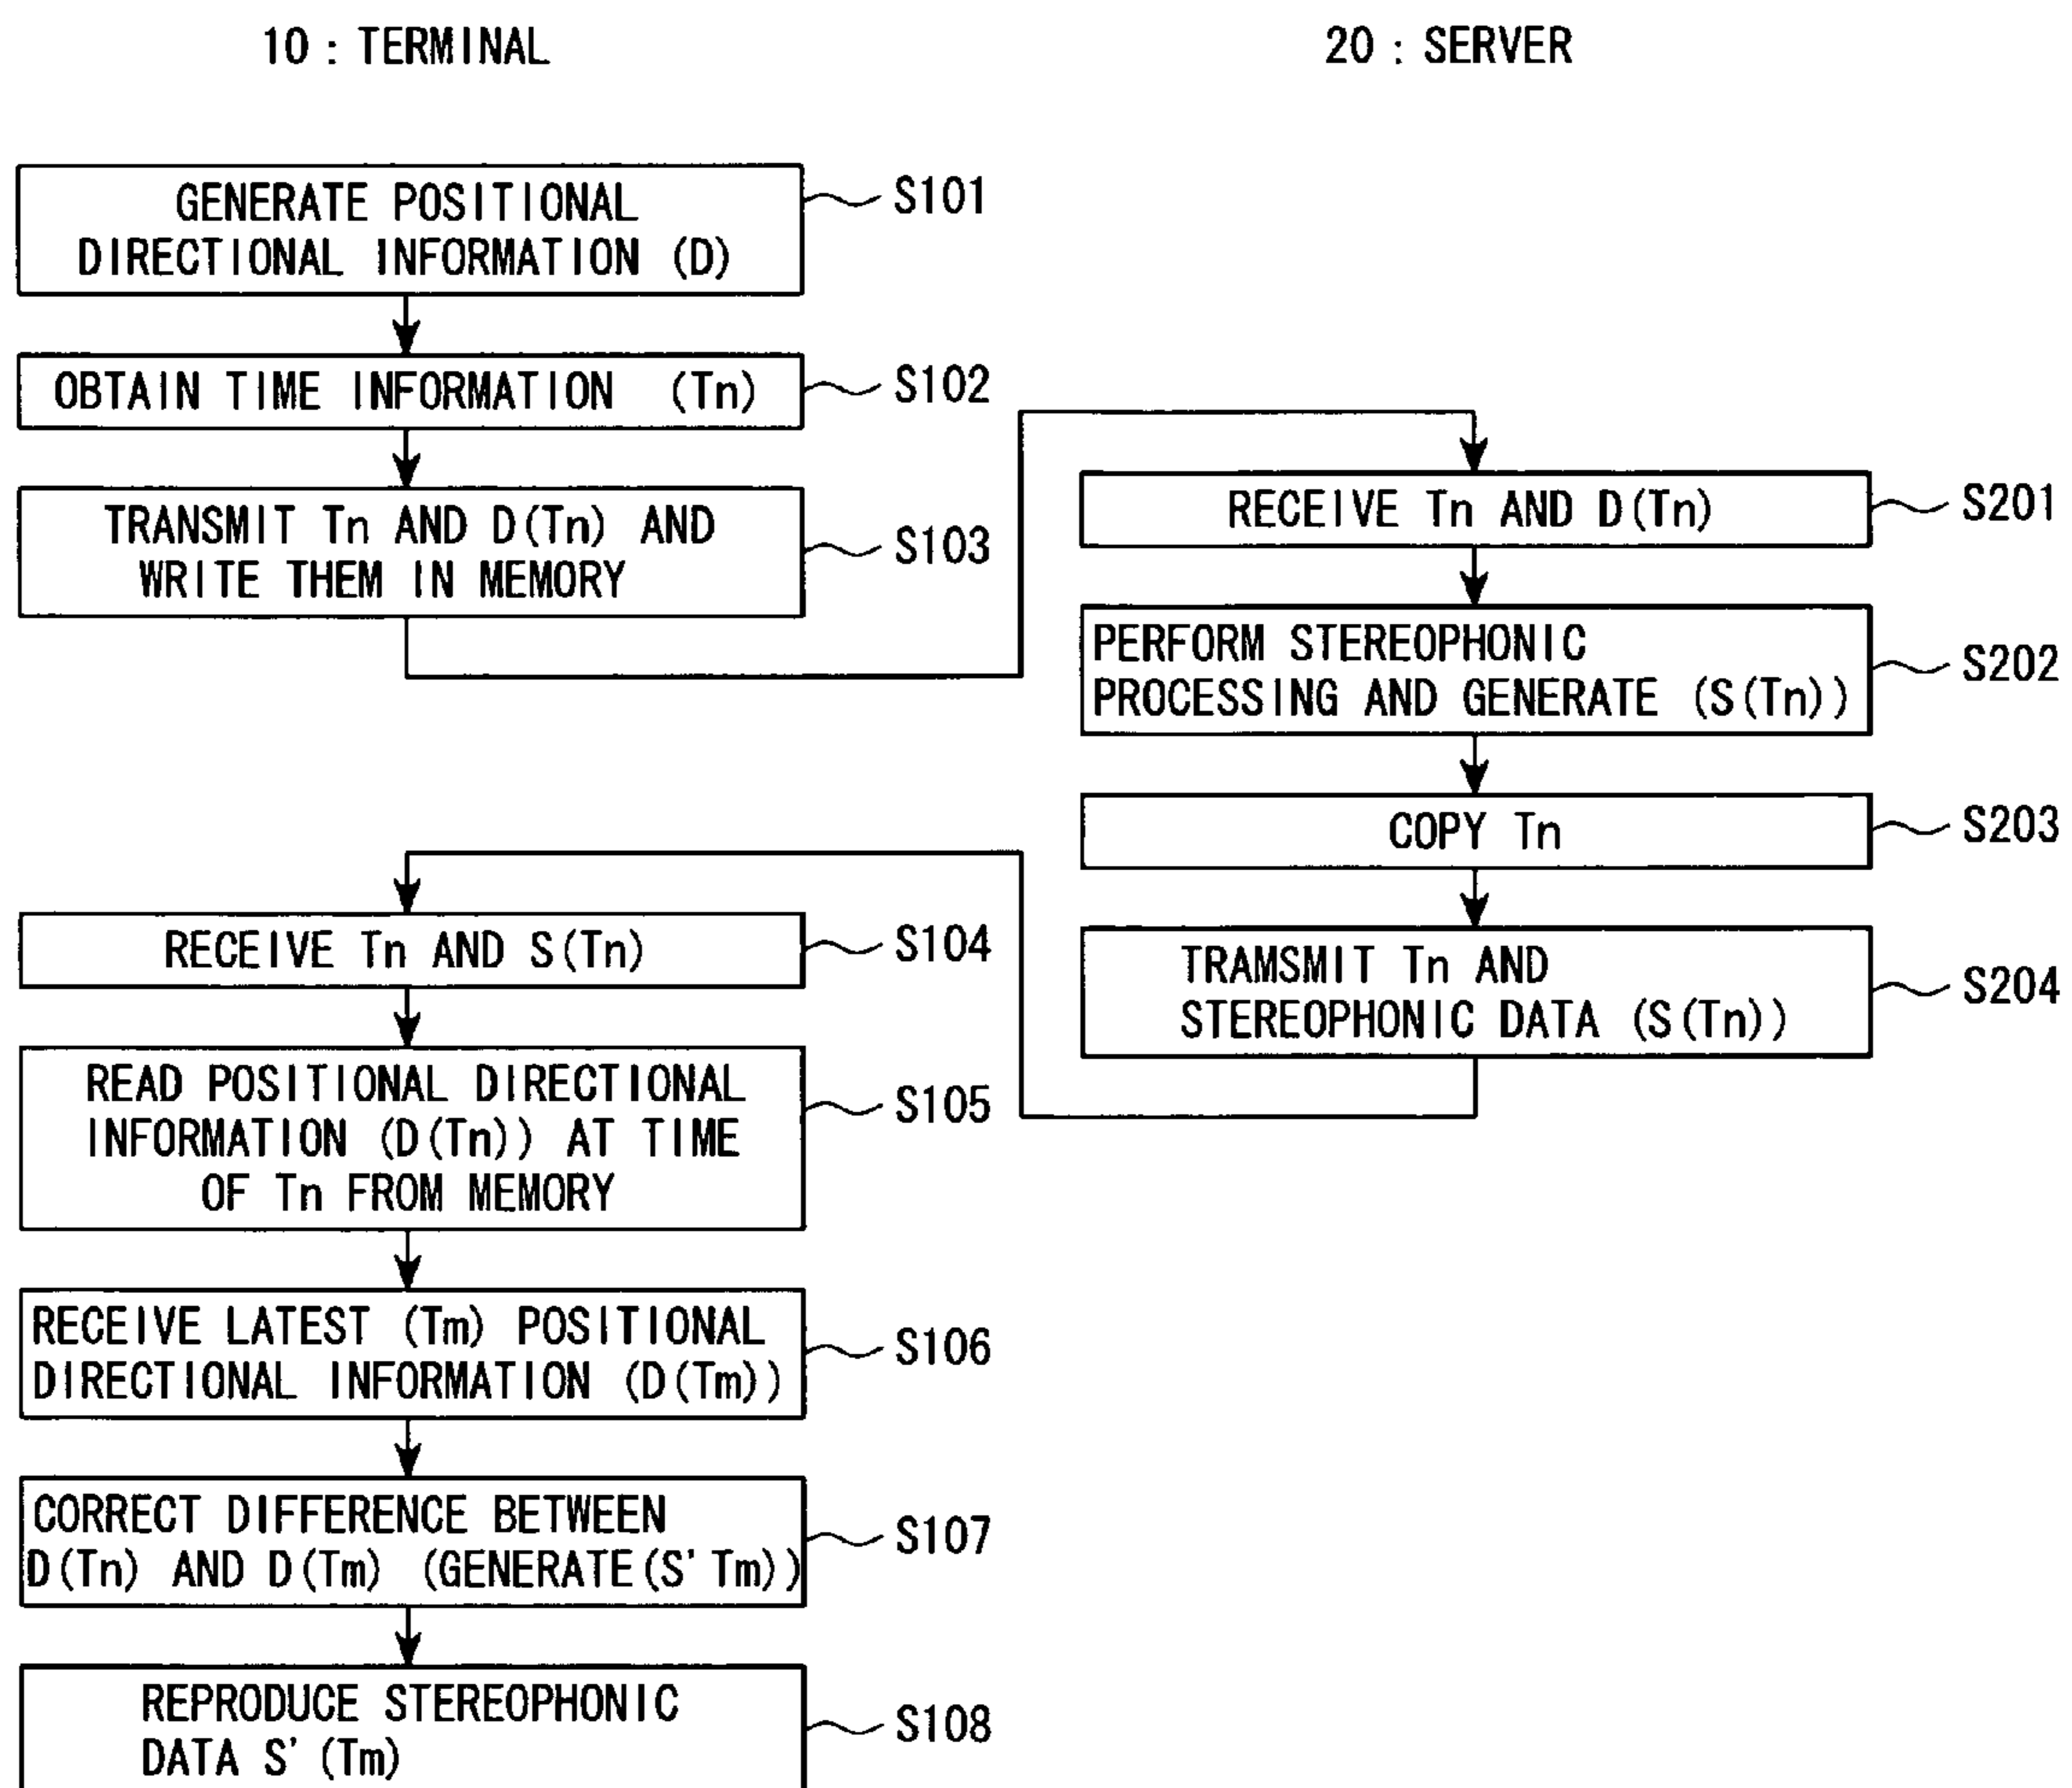 10 : TERMINAL
20 : SERVER
GENERATE POSITIONAL
DIRECTIONAL INFORMATION (D)
S101
OBTAIN TIME INFORMATION (Tn)
S102
TRANSMIT Tn AND D(Tn) AND
WRITE THEM IN MEMORY
S103
RECEIVE Tn AND D(Tn)
S201
PERFORM STEREOPHONIC
PROCESSING AND GENERATE (S(Tn))
S202
COPY Tn
S203
TRAMSMIT Tn AND
STEREOPHONIC DATA (S(Tn))
S204
RECEIVE Tn AND S(Tn)
S104
READ POSITIONAL DIRECTIONAL
INFORMATION (D(Tn)) AT TIME
OF Tn FROM MEMORY
S105
RECEIVE LATEST (Tm) POSITIONAL
DIRECTIONAL INFORMATION (D(Tm))
S106
CORRECT DIFFERENCE BETWEEN
D(Tn) AND D(Tm) (GENERATE(S'Tm))
S107
REPRODUCE STEREOPHONIC
DATA S'(Tm)
S108